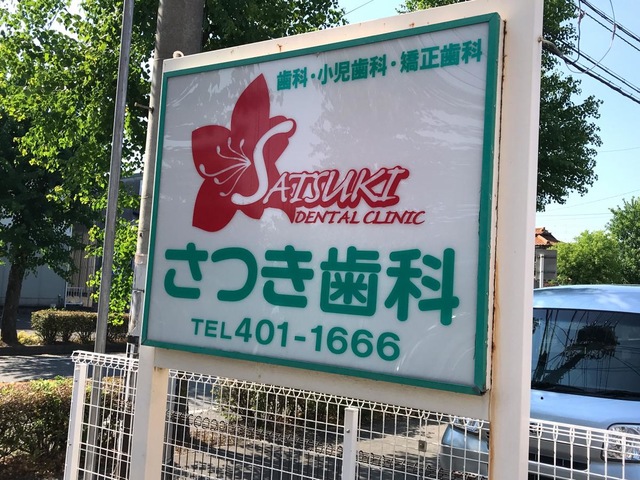 歯科・小児歯科・矯正歯科
SATSUKI
DENTAL CLINIC
さつき歯科
TEL401-1666